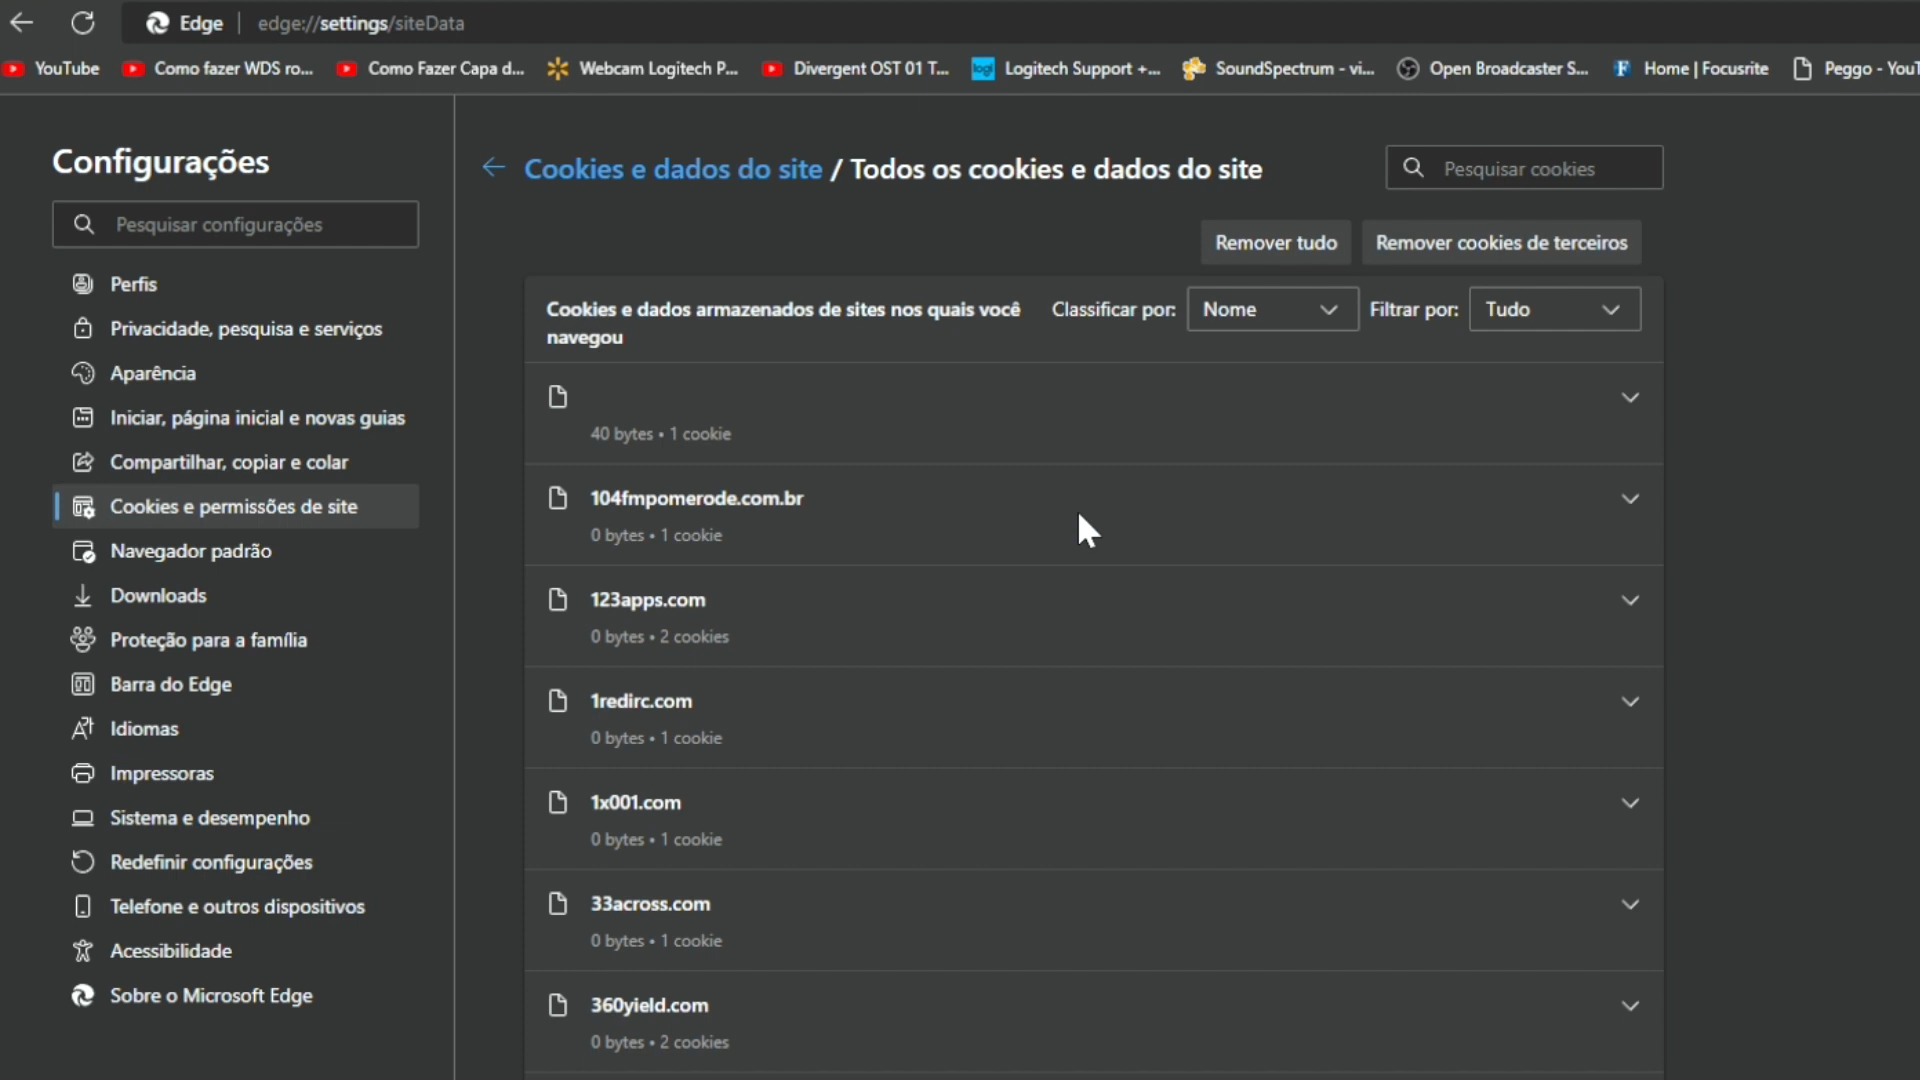 Edge edge://settings/siteData
YouTube Como fazer WDS ro... Como Fazer Capa d... Webcam Logitech P... Divergent OST 01 T... logi Logitech Support +... SoundSpectrum - vi... Open Broadcaster S... Home | Focusrite Peggo - YouT
Configurações
Pesquisar configurações
Perfis
Privacidade, pesquisa e serviços
Aparência
Iniciar, página inicial e novas guias
Compartilhar, copiar e colar
Cookies e permissões de site
Navegador padrão
Downloads
Proteção para a família
Barra do Edge
Idiomas
Impressoras
Sistema e desempenho
Redefinir configurações
Telefone e outros dispositivos
Acessibilidade
Sobre o Microsoft Edge
Cookies e dados do site / Todos os cookies e dados do site
Pesquisar cookies
Remover tudo Remover cookies de terceiros
Cookies e dados armazenados de sites nos quais você
navegou
Classificar por: Nome Filtrar por: Tudo
40 bytes • 1 cookie
104fmpomerode.com.br
0 bytes • 1 cookie
123apps.com
0 bytes • 2 cookies
1redirc.com
0 bytes • 1 cookie
1x001.com
0 bytes • 1 cookie
33across.com
0 bytes • 1 cookie
360yield.com
0 bytes • 2 cookies